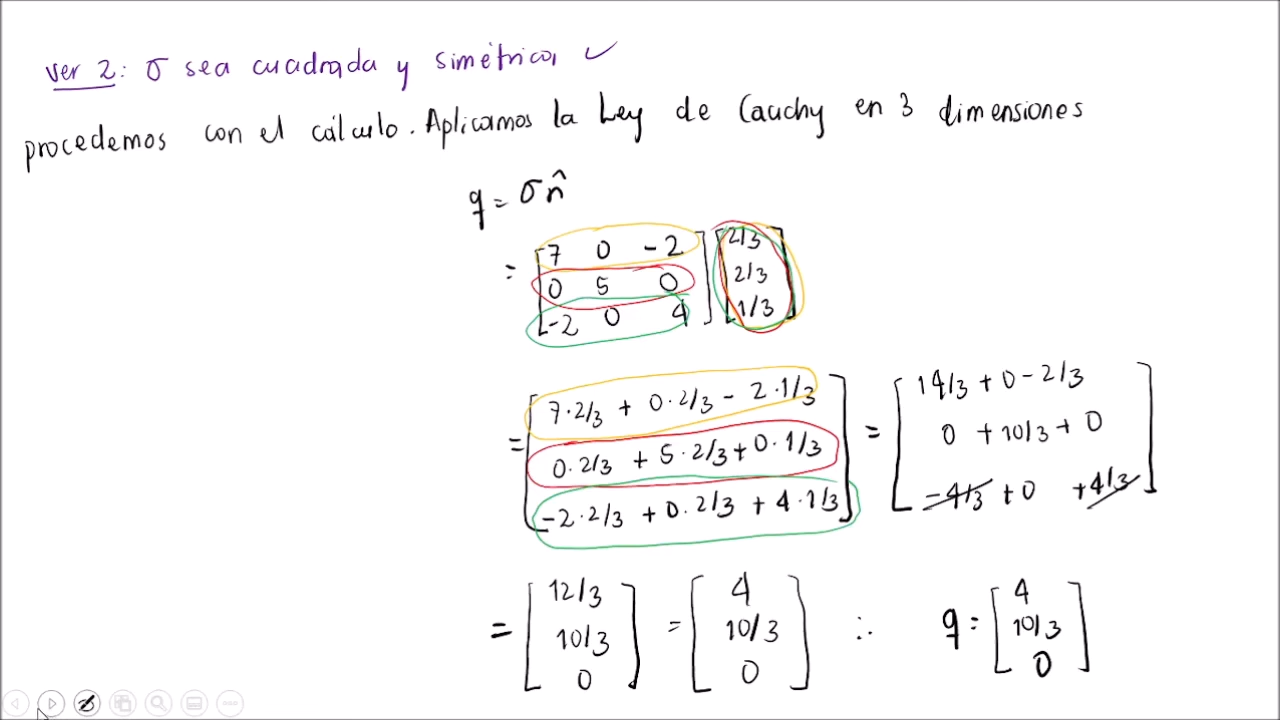 ver 2: σ sea cuadrada y simétrica ✓
procedemos con el cálculo. Aplicamos la Ley de Cauchy en 3 dimensiones
q = σn̂
= [7 0 -2; 0 5 0; -2 0 4] [2/3; 2/3; 1/3]
= [7·2/3 + 0·2/3 - 2·1/3; 0·2/3 + 5·2/3 + 0·1/3; -2·2/3 + 0·2/3 + 4·1/3] = [14/3 + 0 - 2/3; 0 + 10/3 + 0; -4/3 + 0 + 4/3]
= [12/3; 10/3; 0] = [4; 10/3; 0] ∴ q = [4; 10/3; 0]